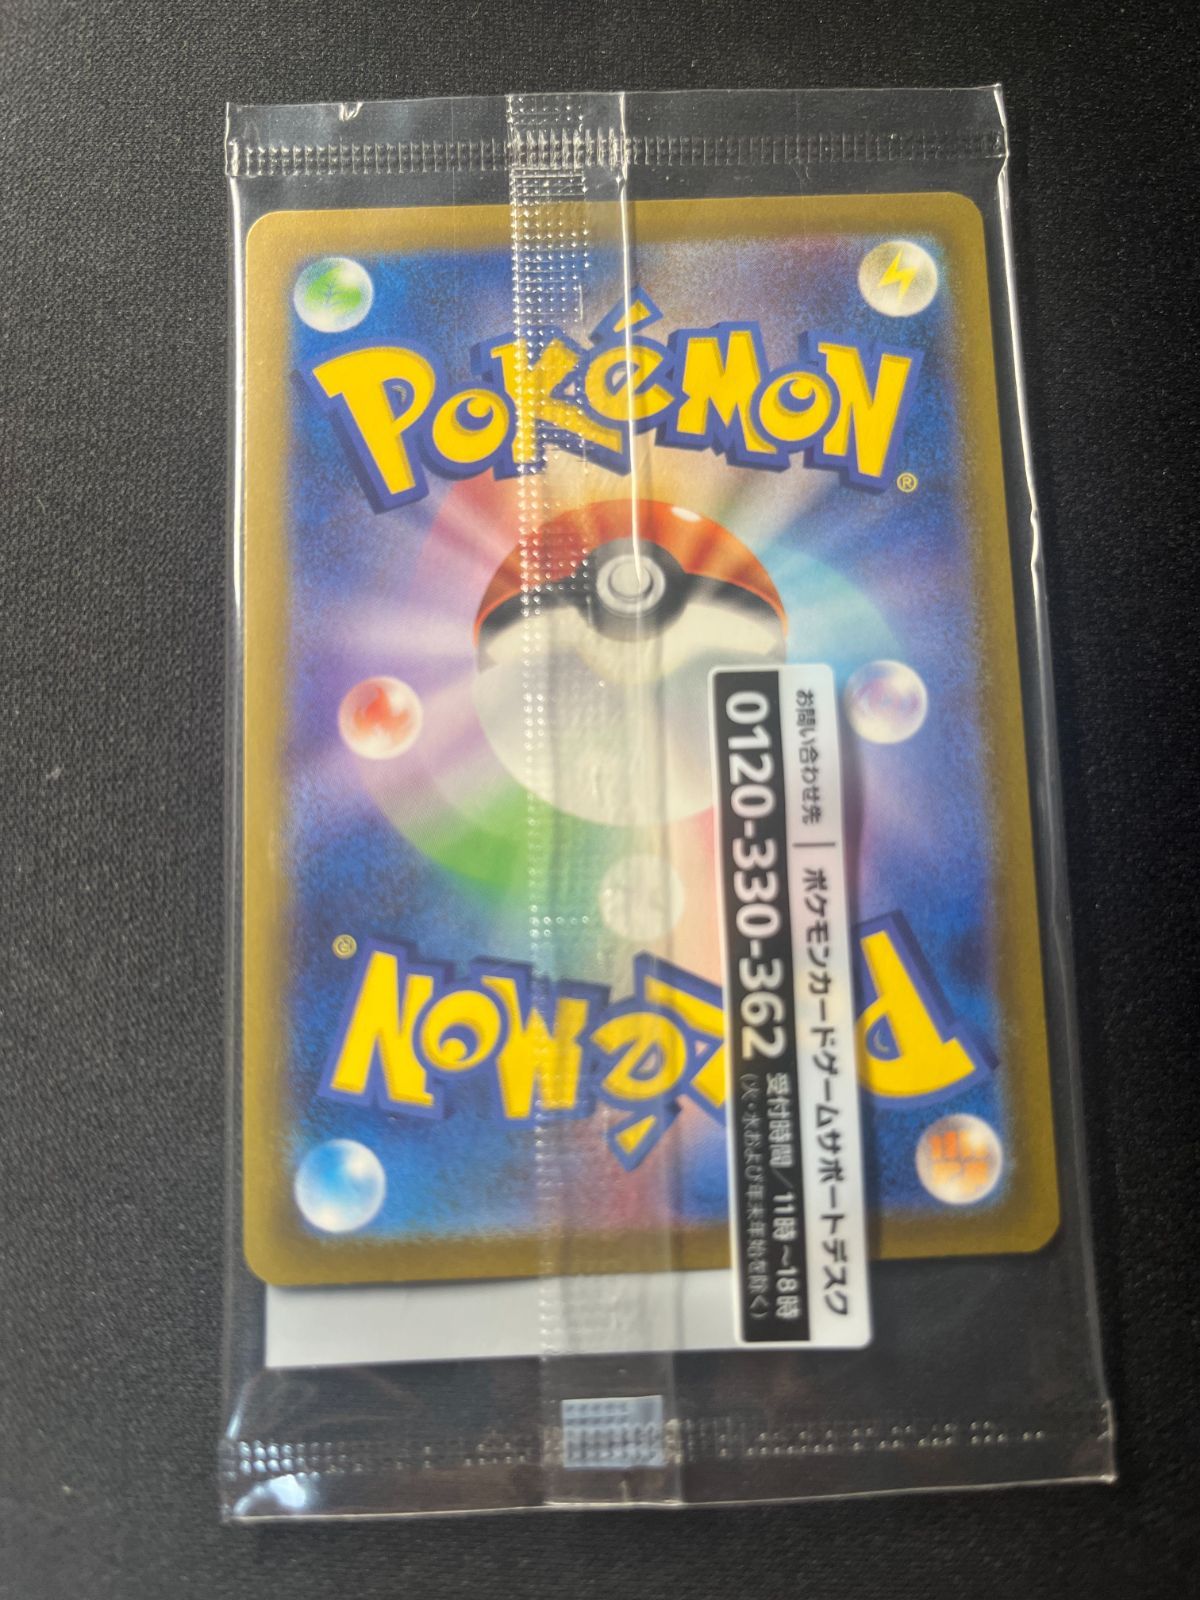 POKéMON
®
お問い合わせ先 | ポケモンカードゲームサポートデスク
0120-330-362 受付時間/11時~18時
(火・水および年末年始を除く)
POKéMON
®